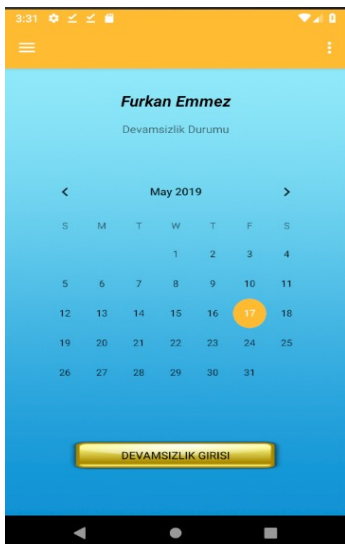 3:31
Furkan Emmez
Devamsizlik Durumu
May 2019
S M T W T F S
1 2 3 4
5 6 7 8 9 10 11
12 13 14 15 16 17 18
19 20 21 22 23 24 25
26 27 28 29 30 31
DEVAMSIZLIK GIRISI